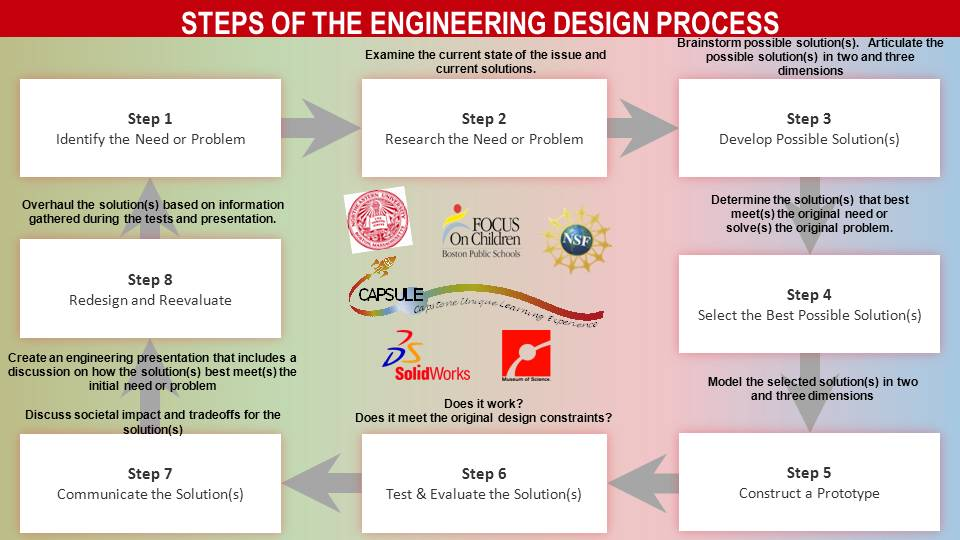 STEPS OF THE ENGINEERING DESIGN PROCESS
Examine the current state of the issue and
current solutions.
Brainstorm possible solution(s). Articulate the
possible solution(s) in two and three
dimensions
Step 1
Identify the Need or Problem
Step 2
Research the Need or Problem
Step 3
Develop Possible Solution(s)
Overhaul the solution(s) based on information
gathered during the tests and presentation.
Determine the solution(s) that best
meet(s) the original need or
solve(s) the original problem.
NORTHEASTERN UNIVERSITY
FOCUS
On Children
Boston Public Schools
NSF
Step 8
Redesign and Reevaluate
CAPSULE
Capstone Unique Learning Experience
Step 4
Select the Best Possible Solution(s)
SolidWorks
Museum of Science
Create an engineering presentation that includes a
discussion on how the solution(s) best meet(s) the
initial need or problem
Model the selected solution(s) in two
and three dimensions
Discuss societal impact and tradeoffs for the
solution(s)
Does it work?
Does it meet the original design constraints?
Step 7
Communicate the Solution(s)
Step 6
Test & Evaluate the Solution(s)
Step 5
Construct a Prototype